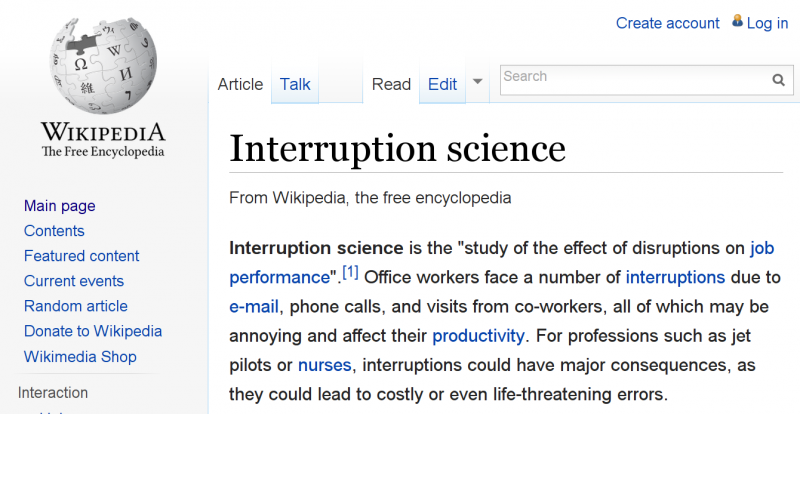 Create account Log in
Article Talk Read Edit Search
WIKIPEDIA
The Free Encyclopedia
Main page
Contents
Featured content
Current events
Random article
Donate to Wikipedia
Wikimedia Shop
Interaction
Interruption science
From Wikipedia, the free encyclopedia
Interruption science is the "study of the effect of disruptions on job
performance".[1] Office workers face a number of interruptions due to
e-mail, phone calls, and visits from co-workers, all of which may be
annoying and affect their productivity. For professions such as jet
pilots or nurses, interruptions could have major consequences, as
they could lead to costly or even life-threatening errors.